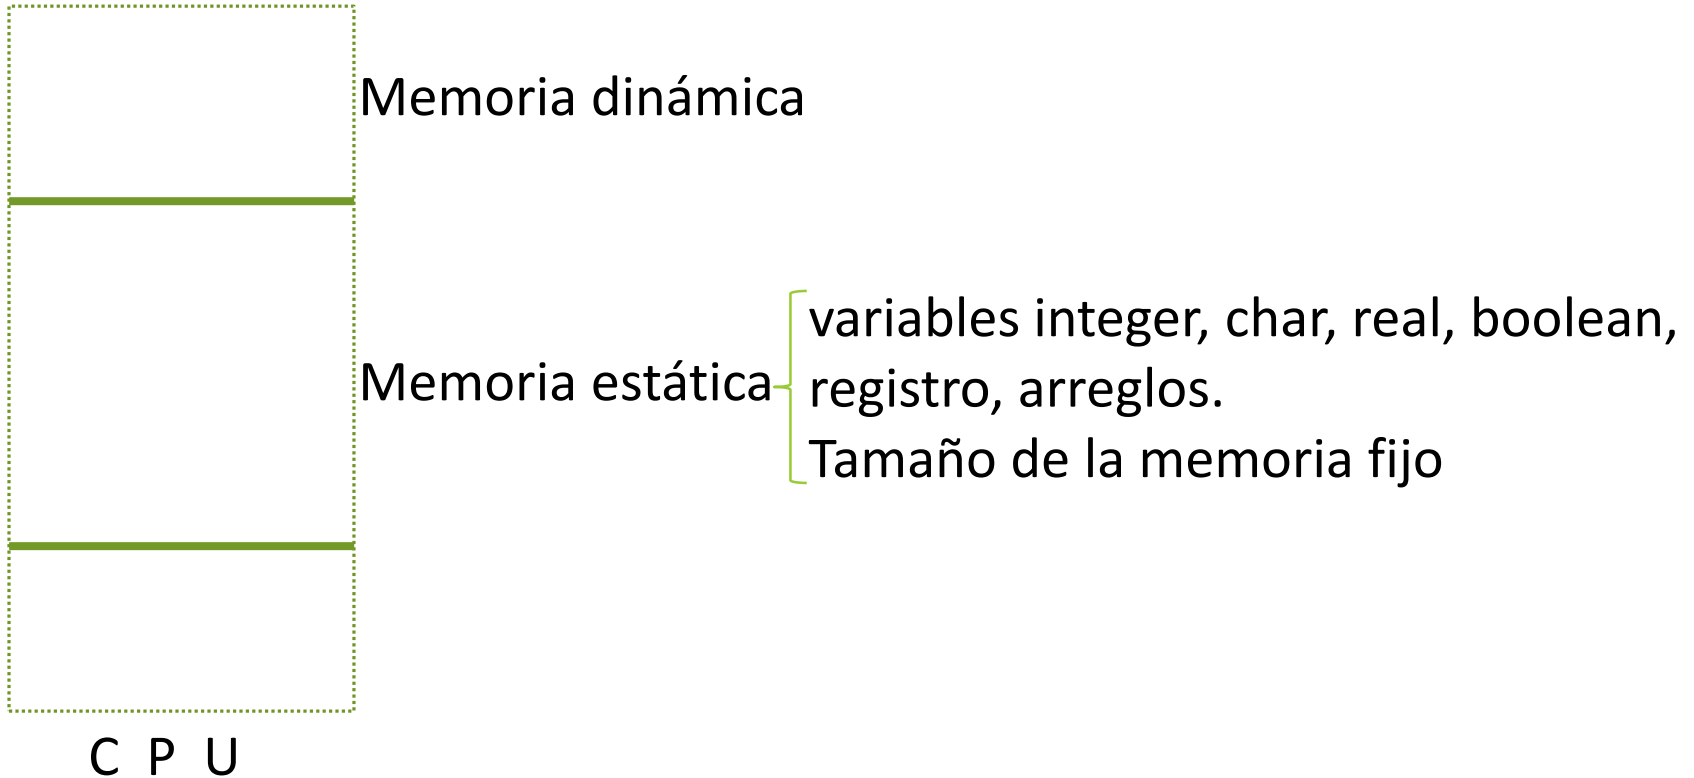 Memoria dinámica
Memoria estática
variables integer, char, real, boolean,
registro, arreglos.
Tamaño de la memoria fijo
C P U